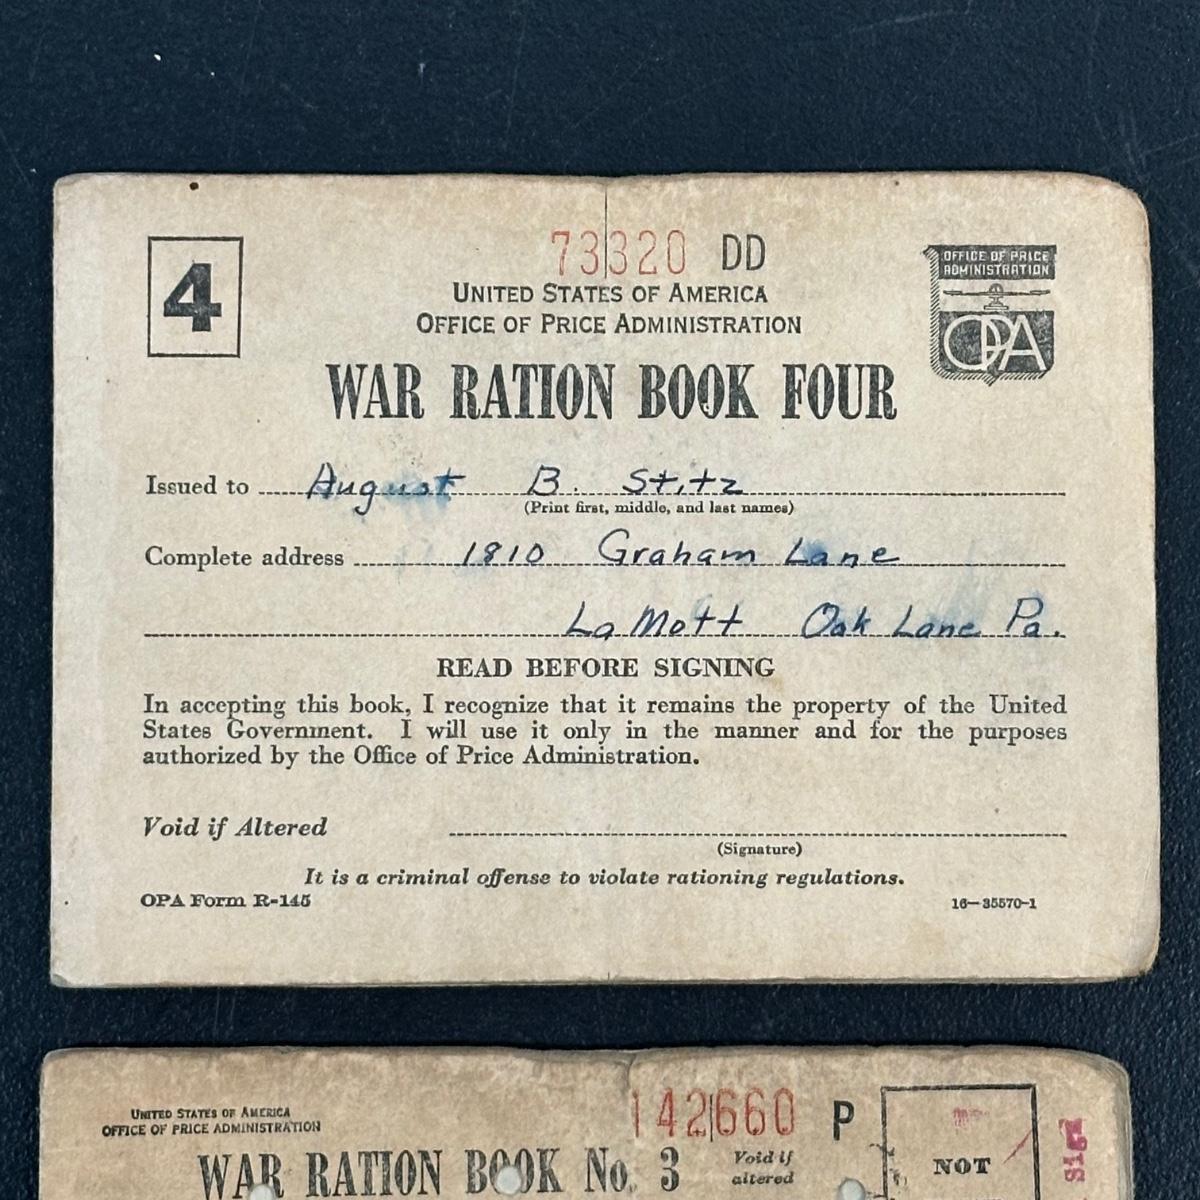 4
73320 DD
OFFICE OF PRICE
ADMINISTRATION
OPA
UNITED STATES OF AMERICA
OFFICE OF PRICE ADMINISTRATION
WAR RATION BOOK FOUR
Issued to August B. Stitz
(Print first, middle, and last names)
Complete address 1810 Graham Lane
La Mott Oak Lane Pa.
READ BEFORE SIGNING
In accepting this book, I recognize that it remains the property of the United
States Government. I will use it only in the manner and for the purposes
authorized by the Office of Price Administration.
Void if Altered
(Signature)
It is a criminal offense to violate rationing regulations.
OPA Form R-145 16—35570-1
UNITED STATES OF AMERICA
OFFICE OF PRICE ADMINISTRATION
142660 P
WAR RATION BOOK No. 3
Void if
altered
NOT